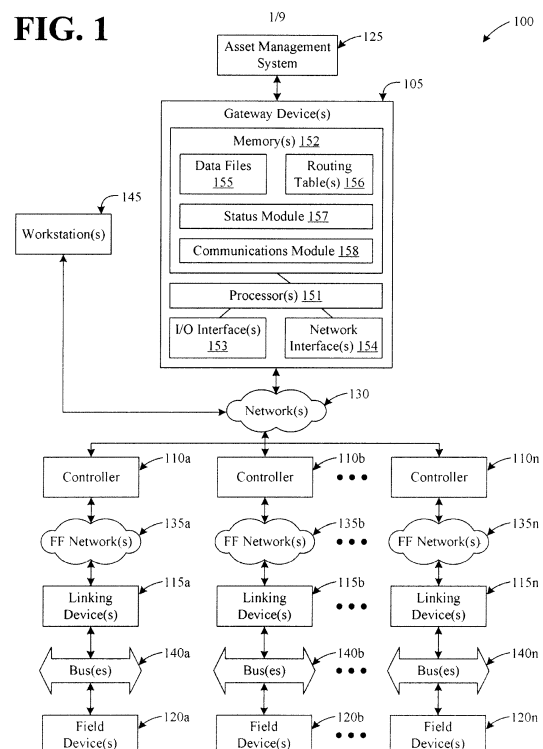 FIG. 1
1/9
100
Asset Management
System
125
105
Gateway Device(s)
Memory(s) 152
Data Files
155
Routing
Table(s) 156
Status Module 157
Communications Module 158
Processor(s) 151
I/O Interface(s)
153
Network
Interface(s) 154
145
Workstation(s)
Network(s)
130
Controller
110a
Controller
110b
Controller
110n
FF Network(s)
135a
FF Network(s)
135b
FF Network(s)
135n
Linking
Device(s)
115a
Linking
Device(s)
115b
Linking
Device(s)
115n
Bus(es)
140a
Bus(es)
140b
Bus(es)
140n
Field
Device(s)
120a
Field
Device(s)
120b
Field
Device(s)
120n